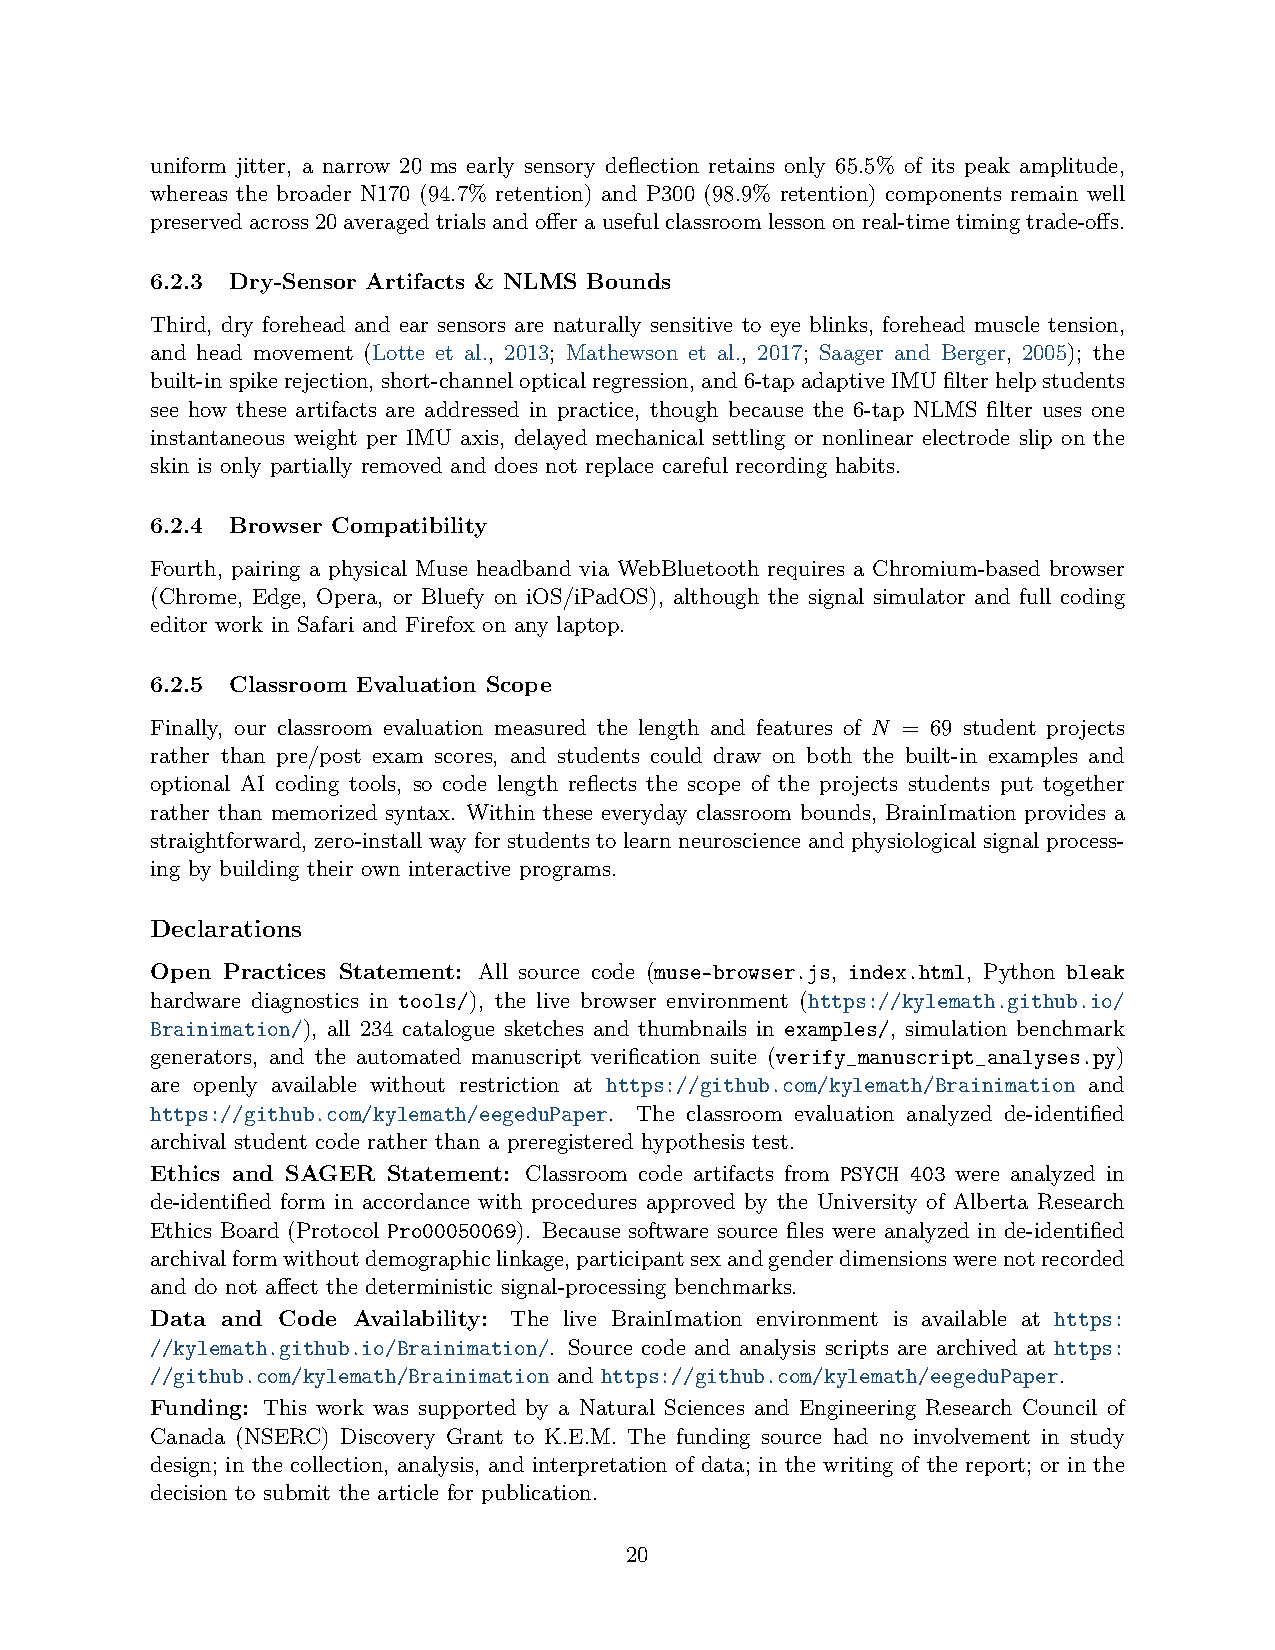 uniform jitter, a narrow 20 ms early sensory deflection retains only 65.5% of its peak amplitude,
whereas the broader N170 (94.7% retention) and P300 (98.9% retention) components remain well
preserved across 20 averaged trials and offer a useful classroom lesson on real-time timing trade-offs.
6.2.3 Dry-Sensor Artifacts & NLMS Bounds
Third, dry forehead and ear sensors are naturally sensitive to eye blinks, forehead muscle tension,
and head movement (Lotte et al., 2013; Mathewson et al., 2017; Saager and Berger, 2005); the
built-in spike rejection, short-channel optical regression, and 6-tap adaptive IMU filter help students
see how these artifacts are addressed in practice, though because the 6-tap NLMS filter uses one
instantaneous weight per IMU axis, delayed mechanical settling or nonlinear electrode slip on the
skin is only partially removed and does not replace careful recording habits.
6.2.4 Browser Compatibility
Fourth, pairing a physical Muse headband via WebBluetooth requires a Chromium-based browser
(Chrome, Edge, Opera, or Bluefy on iOS/iPadOS), although the signal simulator and full coding
editor work in Safari and Firefox on any laptop.
6.2.5 Classroom Evaluation Scope
Finally, our classroom evaluation measured the length and features of N = 69 student projects
rather than pre/post exam scores, and students could draw on both the built-in examples and
optional AI coding tools, so code length reflects the scope of the projects students put together
rather than memorized syntax. Within these everyday classroom bounds, BrainImation provides a
straightforward, zero-install way for students to learn neuroscience and physiological signal process-
ing by building their own interactive programs.
Declarations
Open Practices Statement: All source code (muse-browser.js, index.html, Python bleak
hardware diagnostics in tools/), the live browser environment (https://kylemath.github.io/
Brainimation/), all 234 catalogue sketches and thumbnails in examples/, simulation benchmark
generators, and the automated manuscript verification suite (verify_manuscript_analyses.py)
are openly available without restriction at https://github.com/kylemath/Brainimation and
https://github.com/kylemath/eegeduPaper. The classroom evaluation analyzed de-identified
archival student code rather than a preregistered hypothesis test.
Ethics and SAGER Statement: Classroom code artifacts from PSYCH 403 were analyzed in
de-identified form in accordance with procedures approved by the University of Alberta Research
Ethics Board (Protocol Pro00050069). Because software source files were analyzed in de-identified
archival form without demographic linkage, participant sex and gender dimensions were not recorded
and do not affect the deterministic signal-processing benchmarks.
Data and Code Availability: The live BrainImation environment is available at https:
//kylemath.github.io/Brainimation/. Source code and analysis scripts are archived at https:
//github.com/kylemath/Brainimation and https://github.com/kylemath/eegeduPaper.
Funding: This work was supported by a Natural Sciences and Engineering Research Council of
Canada (NSERC) Discovery Grant to K.E.M. The funding source had no involvement in study
design; in the collection, analysis, and interpretation of data; in the writing of the report; or in the
decision to submit the article for publication.
20